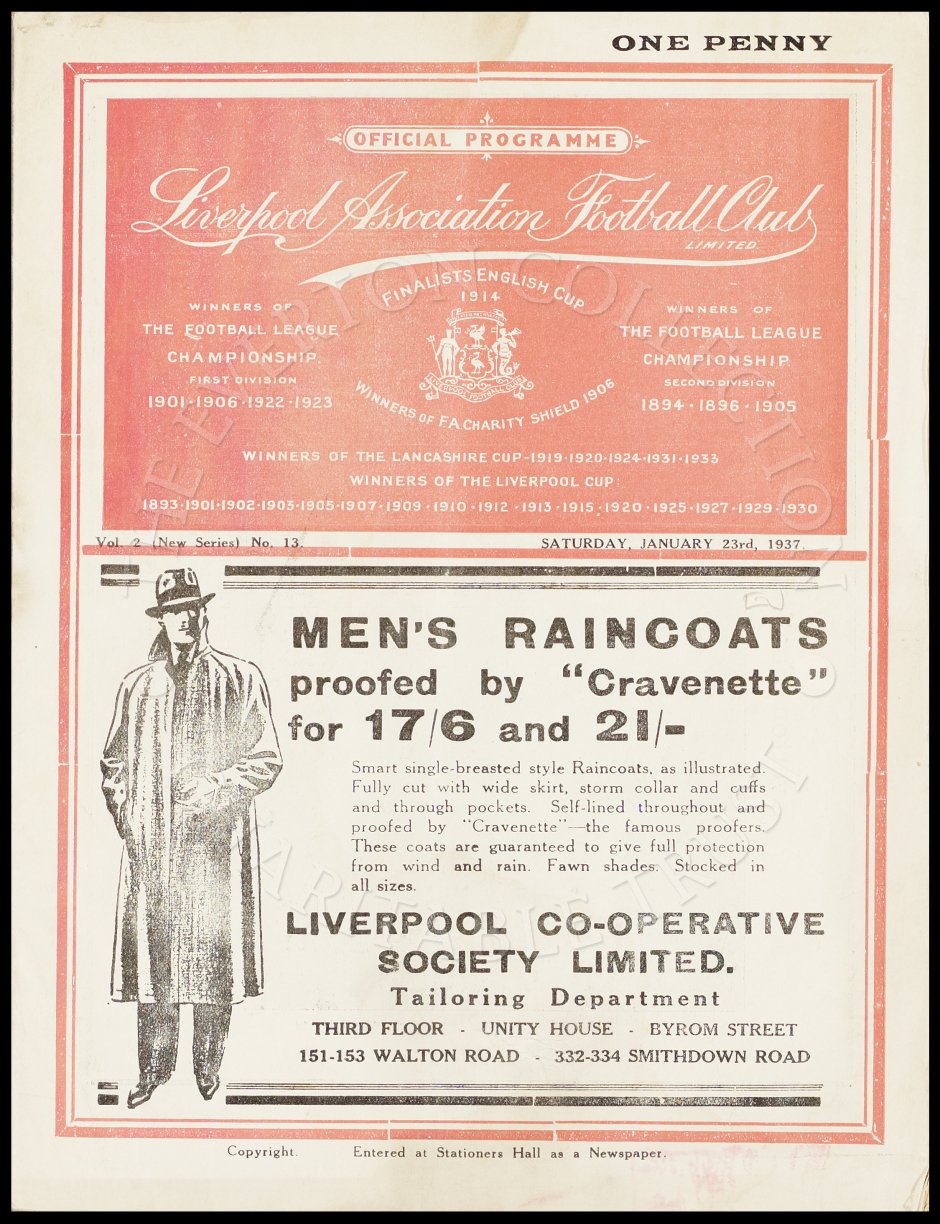 ONE PENNY
OFFICIAL PROGRAMME
Liverpool Association Football Club
LIMITED.
FINALISTS ENGLISH CUP
1914
WINNERS OF
THE FOOTBALL LEAGUE
CHAMPIONSHIP.
FIRST DIVISION
1901·1906·1922·1923
LIVERPOOL FOOTBALL CLUB
WINNERS OF F.A. CHARITY SHIELD 1906
WINNERS OF
THE FOOTBALL LEAGUE
CHAMPIONSHIP.
SECOND DIVISION
1894·1896·1905
WINNERS OF THE LANCASHIRE CUP-1919·1920·1924·1931·1933
WINNERS OF THE LIVERPOOL CUP:
1893·1901·1902·1903·1905·1907·1909·1910·1912·1913·1915·1920·1925·1927·1929·1930
Vol. 2 (New Series) No. 13.
SATURDAY, JANUARY 23rd, 1937.
MEN'S RAINCOATS
proofed by "Cravenette"
for 17/6 and 21/-
Smart single-breasted style Raincoats, as illustrated.
Fully cut with wide skirt, storm collar and cuffs
and through pockets. Self-lined throughout and
proofed by "Cravenette"—the famous proofers.
These coats are guaranteed to give full protection
from wind and rain. Fawn shades. Stocked in
all sizes.
LIVERPOOL CO-OPERATIVE
SOCIETY LIMITED.
Tailoring Department
THIRD FLOOR - UNITY HOUSE - BYROM STREET
151-153 WALTON ROAD - 332-334 SMITHDOWN ROAD
Copyright. Entered at Stationers Hall as a Newspaper.
THE EVERTON COLLECTION
CHARITABLE TRUST